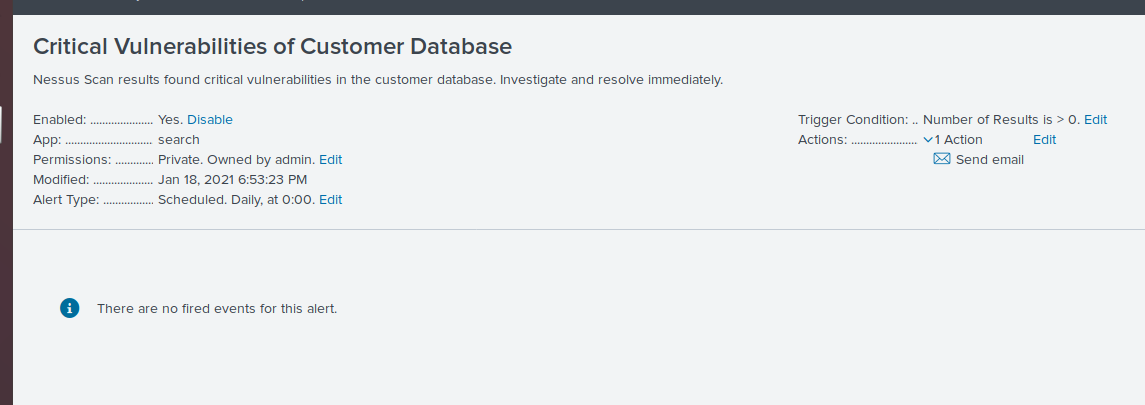 Critical Vulnerabilities of Customer Database
Nessus Scan results found critical vulnerabilities in the customer database. Investigate and resolve immediately.
Enabled: ..................... Yes. Disable
App: ............................. search
Permissions: ............. Private. Owned by admin. Edit
Modified: .................... Jan 18, 2021 6:53:23 PM
Alert Type: ................. Scheduled. Daily, at 0:00. Edit
Trigger Condition: .. Number of Results is > 0. Edit
Actions: ...................... 1 Action Edit
Send email
There are no fired events for this alert.